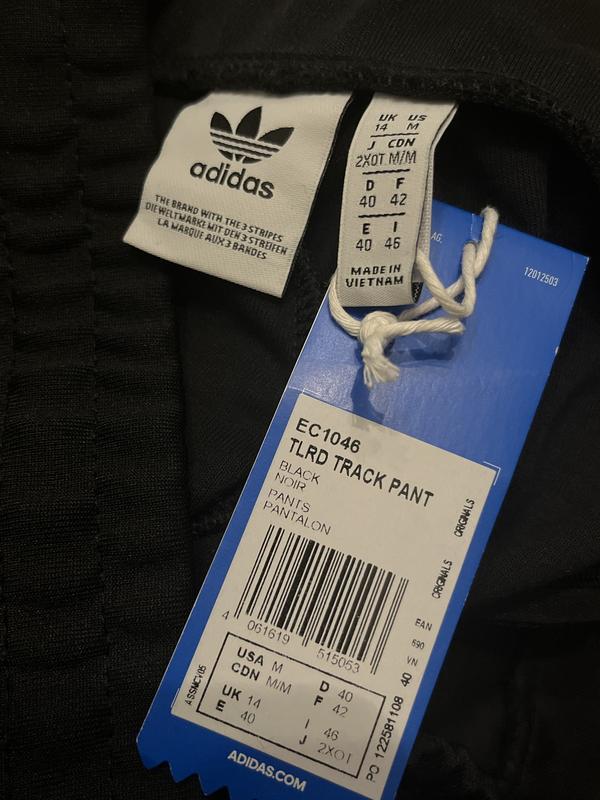 adidas
THE BRAND WITH THE 3 STRIPES
DIE WELTMARKE MIT DEN 3 STREIFEN
LA MARQUE AUX 3 BANDES.
UK US
14 M
J CDN
2XOT M/M
D F
40 42
E I
40 46
MADE IN
VIETNAM
AG.
12012503
EC1046
TLRD TRACK PANT
BLACK
NOIR
PANTS
PANTALON
ORIGINALS
ORIGINALS
4 061619 515063
EAN
690
VN
40
PO 122581108
ASSMCV05
USA M
CDN M/M
UK 14
E 40
D 40
F 42
I 46
J 2XOT
ADIDAS.COM